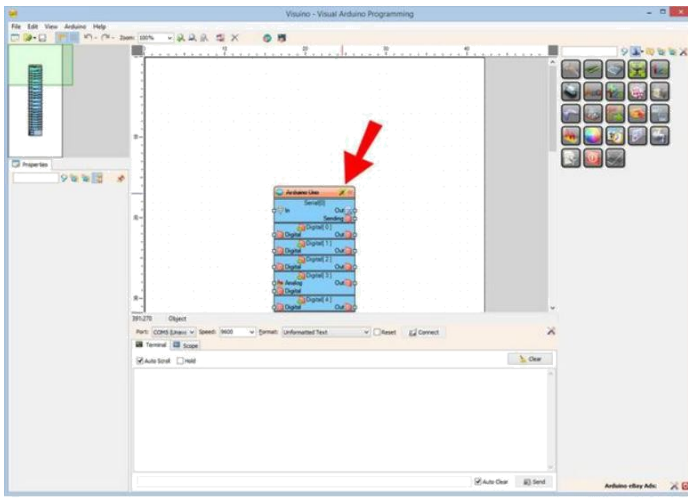 Visuino - Visual Arduino Programming
File Edit View Arduino Help
Zoom: 100%
Properties
Arduino Uno
Serial[0]
In Out
Sending
Digital[ 0 ]
Digital Out
Digital[ 1 ]
Digital Out
Digital[ 2 ]
Digital Out
Digital[ 3 ]
Analog Out
Digital
Digital[ 4 ]
Digital Out
391:270 Object
Port: COM5 (Unava Speed: 9600 Format: Unformatted Text Reset Connect
Terminal Scope
Auto Scroll Hold Clear
Auto Clear Send
Arduino eBay Ads: